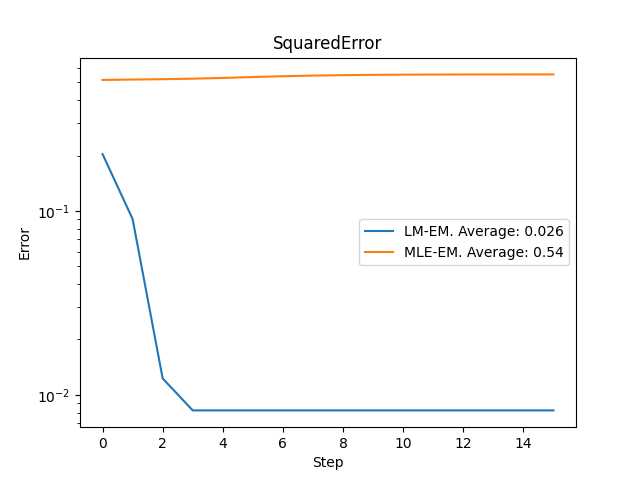 SquaredError
Error
10⁻¹
10⁻²
LM-EM. Average: 0.026
MLE-EM. Average: 0.54
0 2 4 6 8 10 12 14
Step